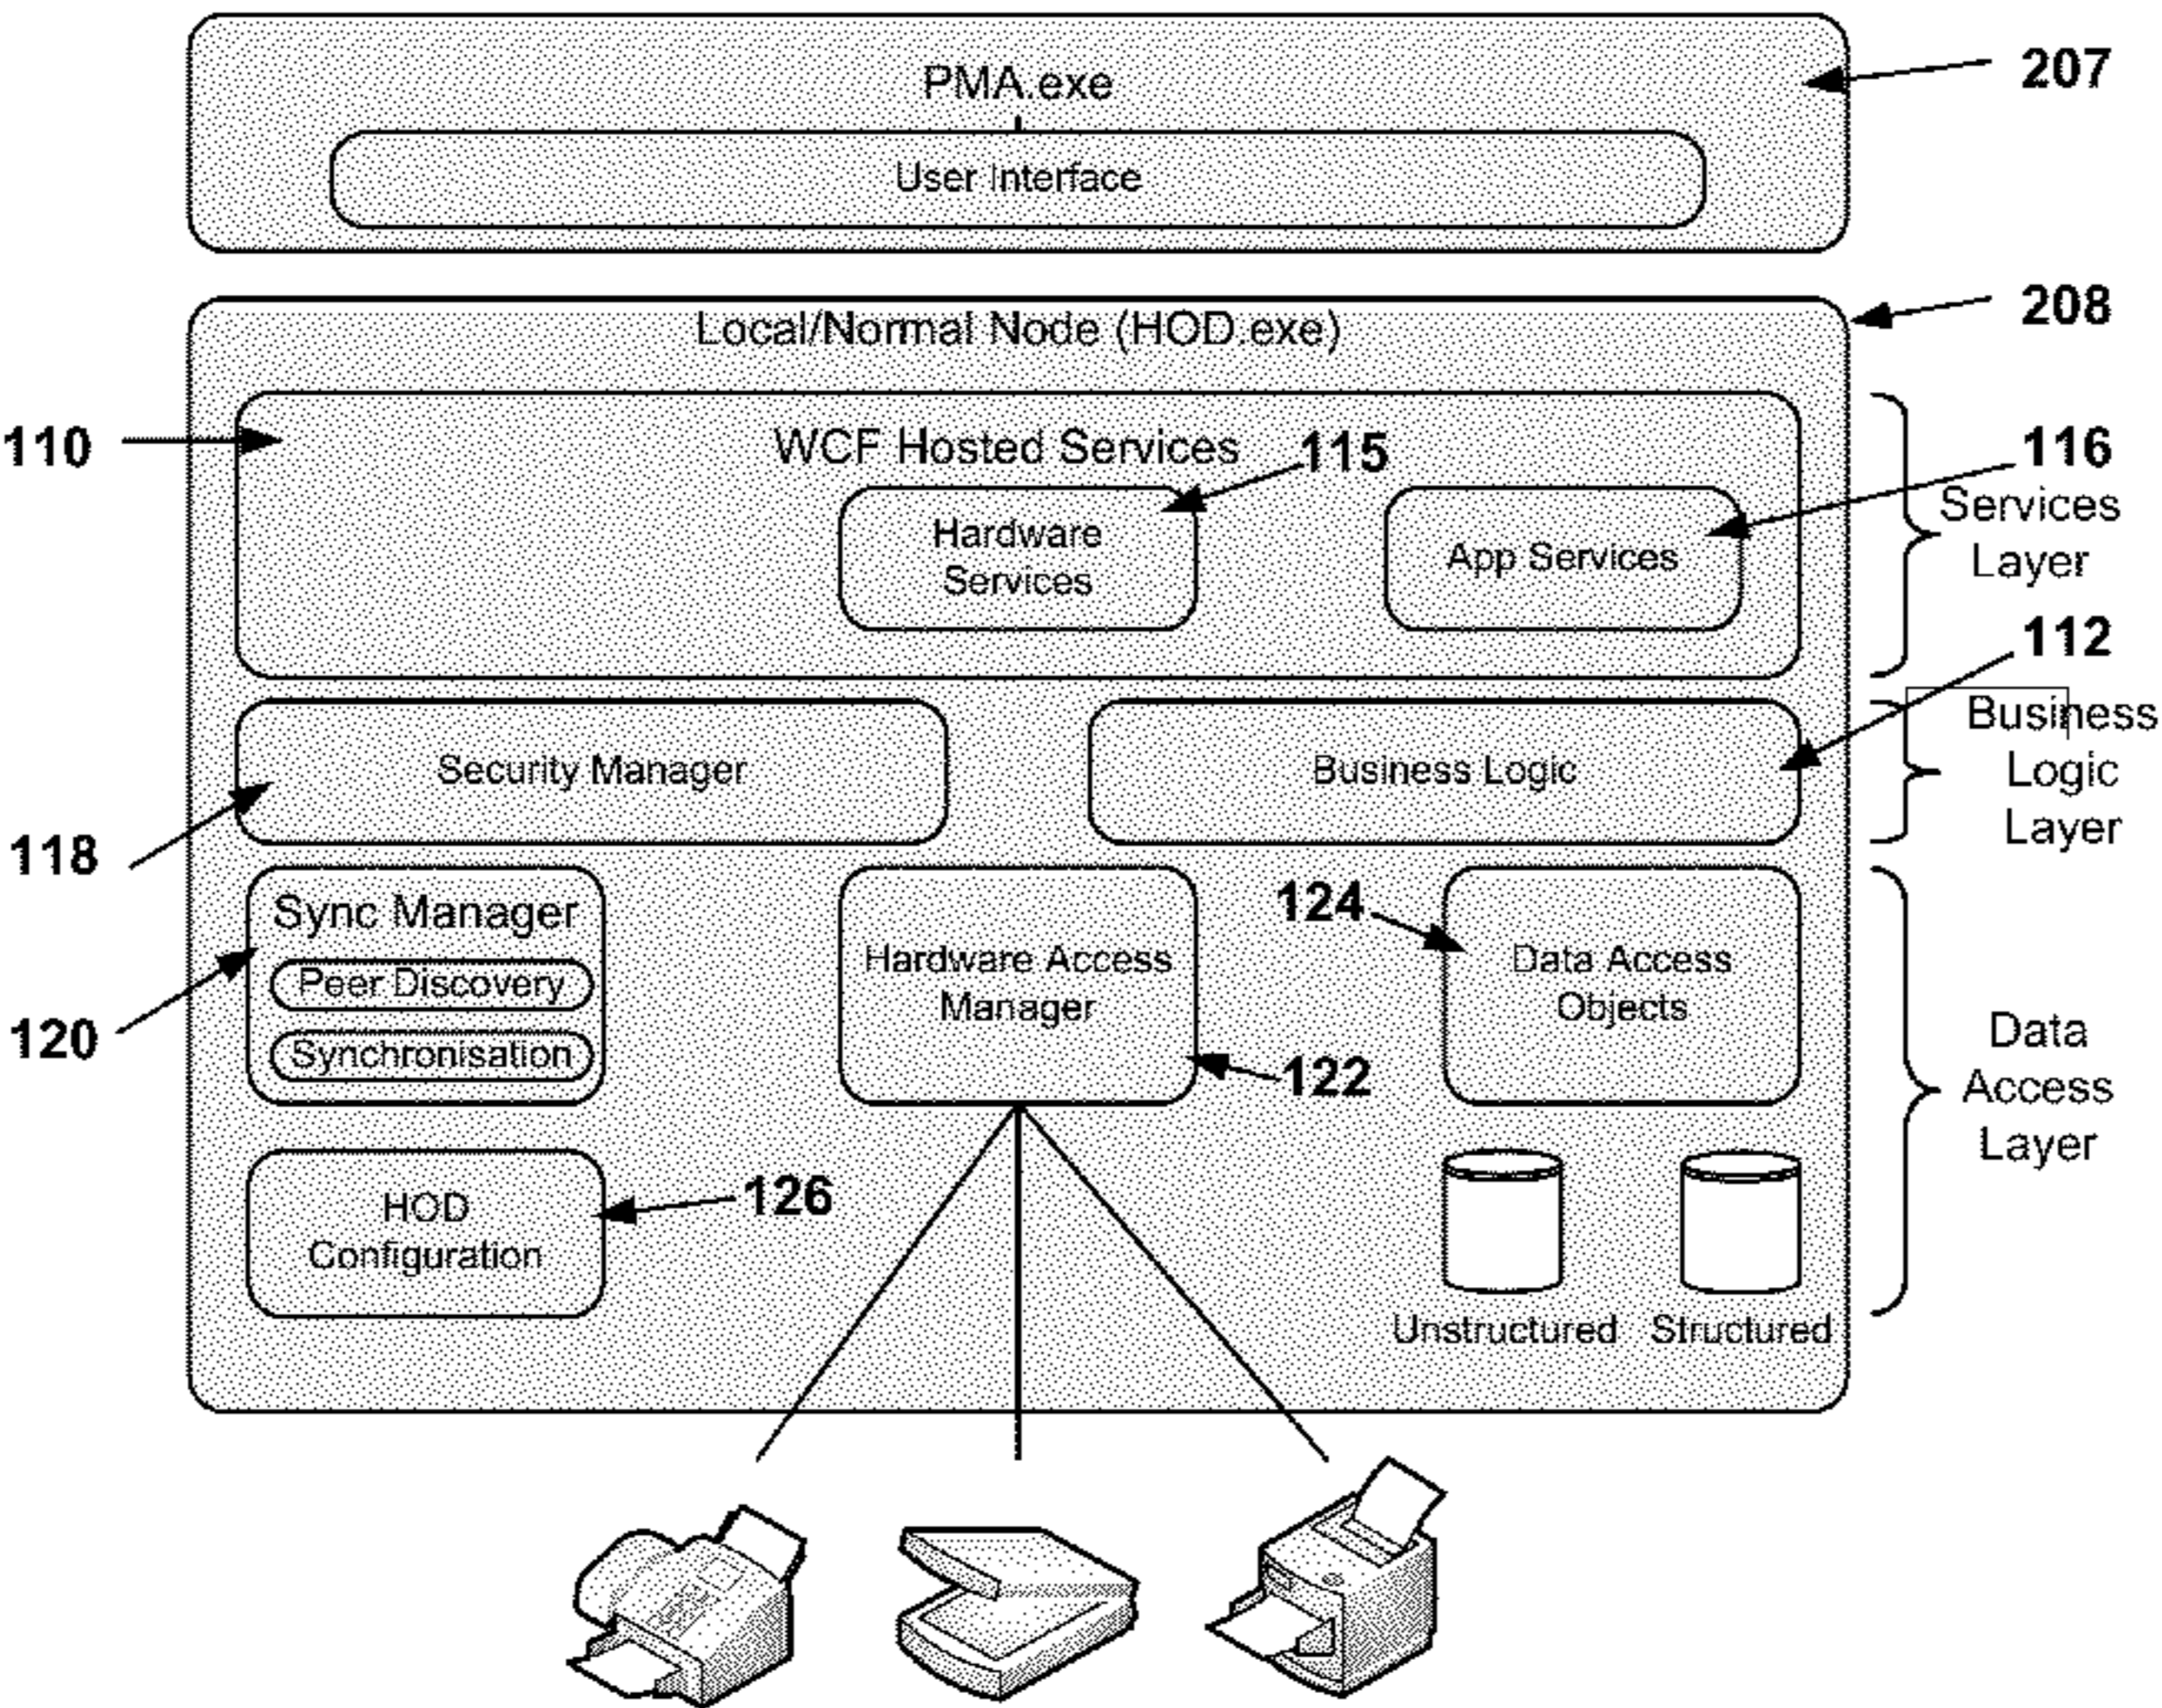 PMA.exe
207
User Interface
208
Local/Normal Node (HOD.exe)
110
WCF Hosted Services
115
116
Hardware
Services
App Services
Services
Layer
112
Security Manager
Business Logic
Business
Logic
Layer
118
Sync Manager
124
Peer Discovery
Hardware Access
Manager
Data Access
Objects
120
Synchronisation
122
Data
Access
Layer
126
HOD
Configuration
Unstructured
Structured